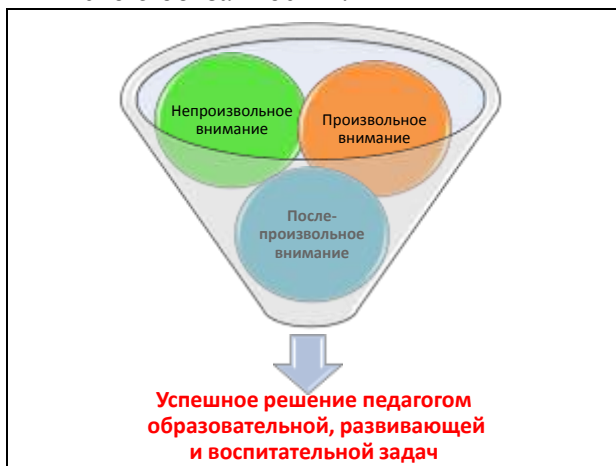 Непроизвольное
внимание
Произвольное
внимание
После-
произвольное
внимание
Успешное решение педагогом
образовательной, развивающей
и воспитательной задач